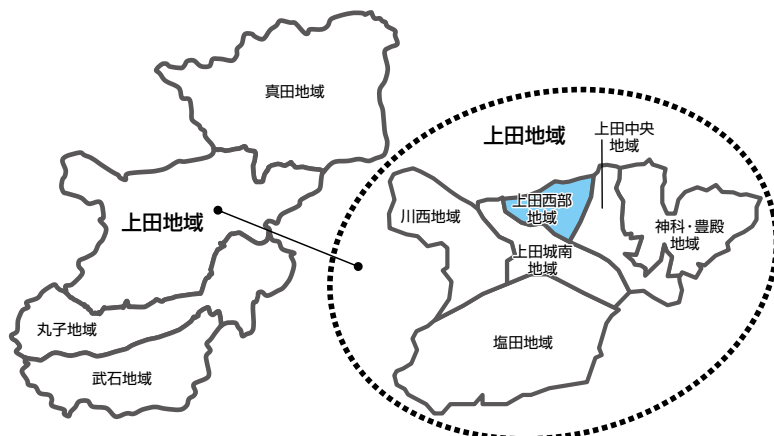 真田地域
上田地域
丸子地域
武石地域
上田地域
上田中央
地域
上田西部
地域
川西地域
神科・豊殿
地域
上田城南
地域
塩田地域